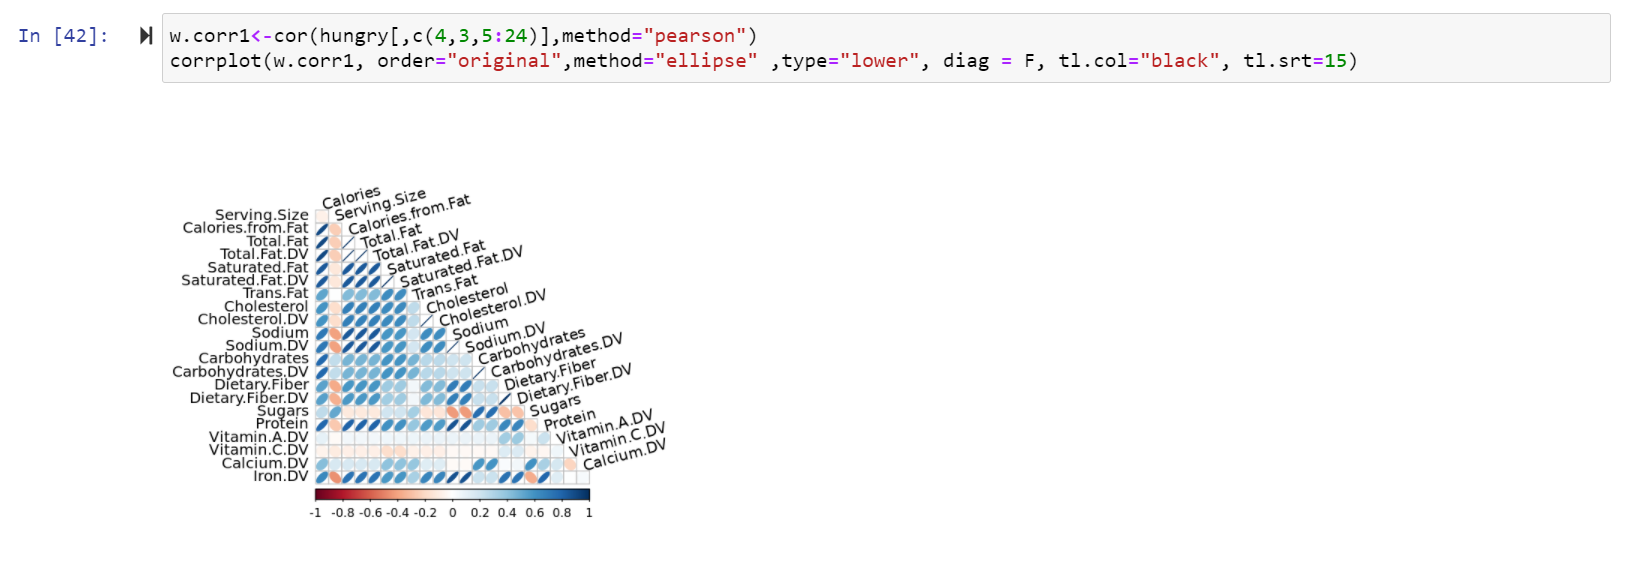 In [42]:
w.corr1<-cor(hungry[,c(4,3,5:24)],method="pearson")
corrplot(w.corr1, order="original",method="ellipse" ,type="lower", diag = F, tl.col="black", tl.srt=15)
Calories
Serving.Size Serving.Size
Calories.from.Fat Calories.from.Fat
Total.Fat Total.Fat
Total.Fat.DV Total.Fat.DV
Saturated.Fat Saturated.Fat
Saturated.Fat.DV Saturated.Fat.DV
Trans.Fat Trans.Fat
Cholesterol Cholesterol
Cholesterol.DV Cholesterol.DV
Sodium Sodium
Sodium.DV Sodium.DV
Carbohydrates Carbohydrates
Carbohydrates.DV Carbohydrates.DV
Dietary.Fiber Dietary.Fiber
Dietary.Fiber.DV Dietary.Fiber.DV
Sugars Sugars
Protein Protein
Vitamin.A.DV Vitamin.A.DV
Vitamin.C.DV Vitamin.C.DV
Calcium.DV Calcium.DV
Iron.DV
-1 -0.8 -0.6 -0.4 -0.2 0 0.2 0.4 0.6 0.8 1